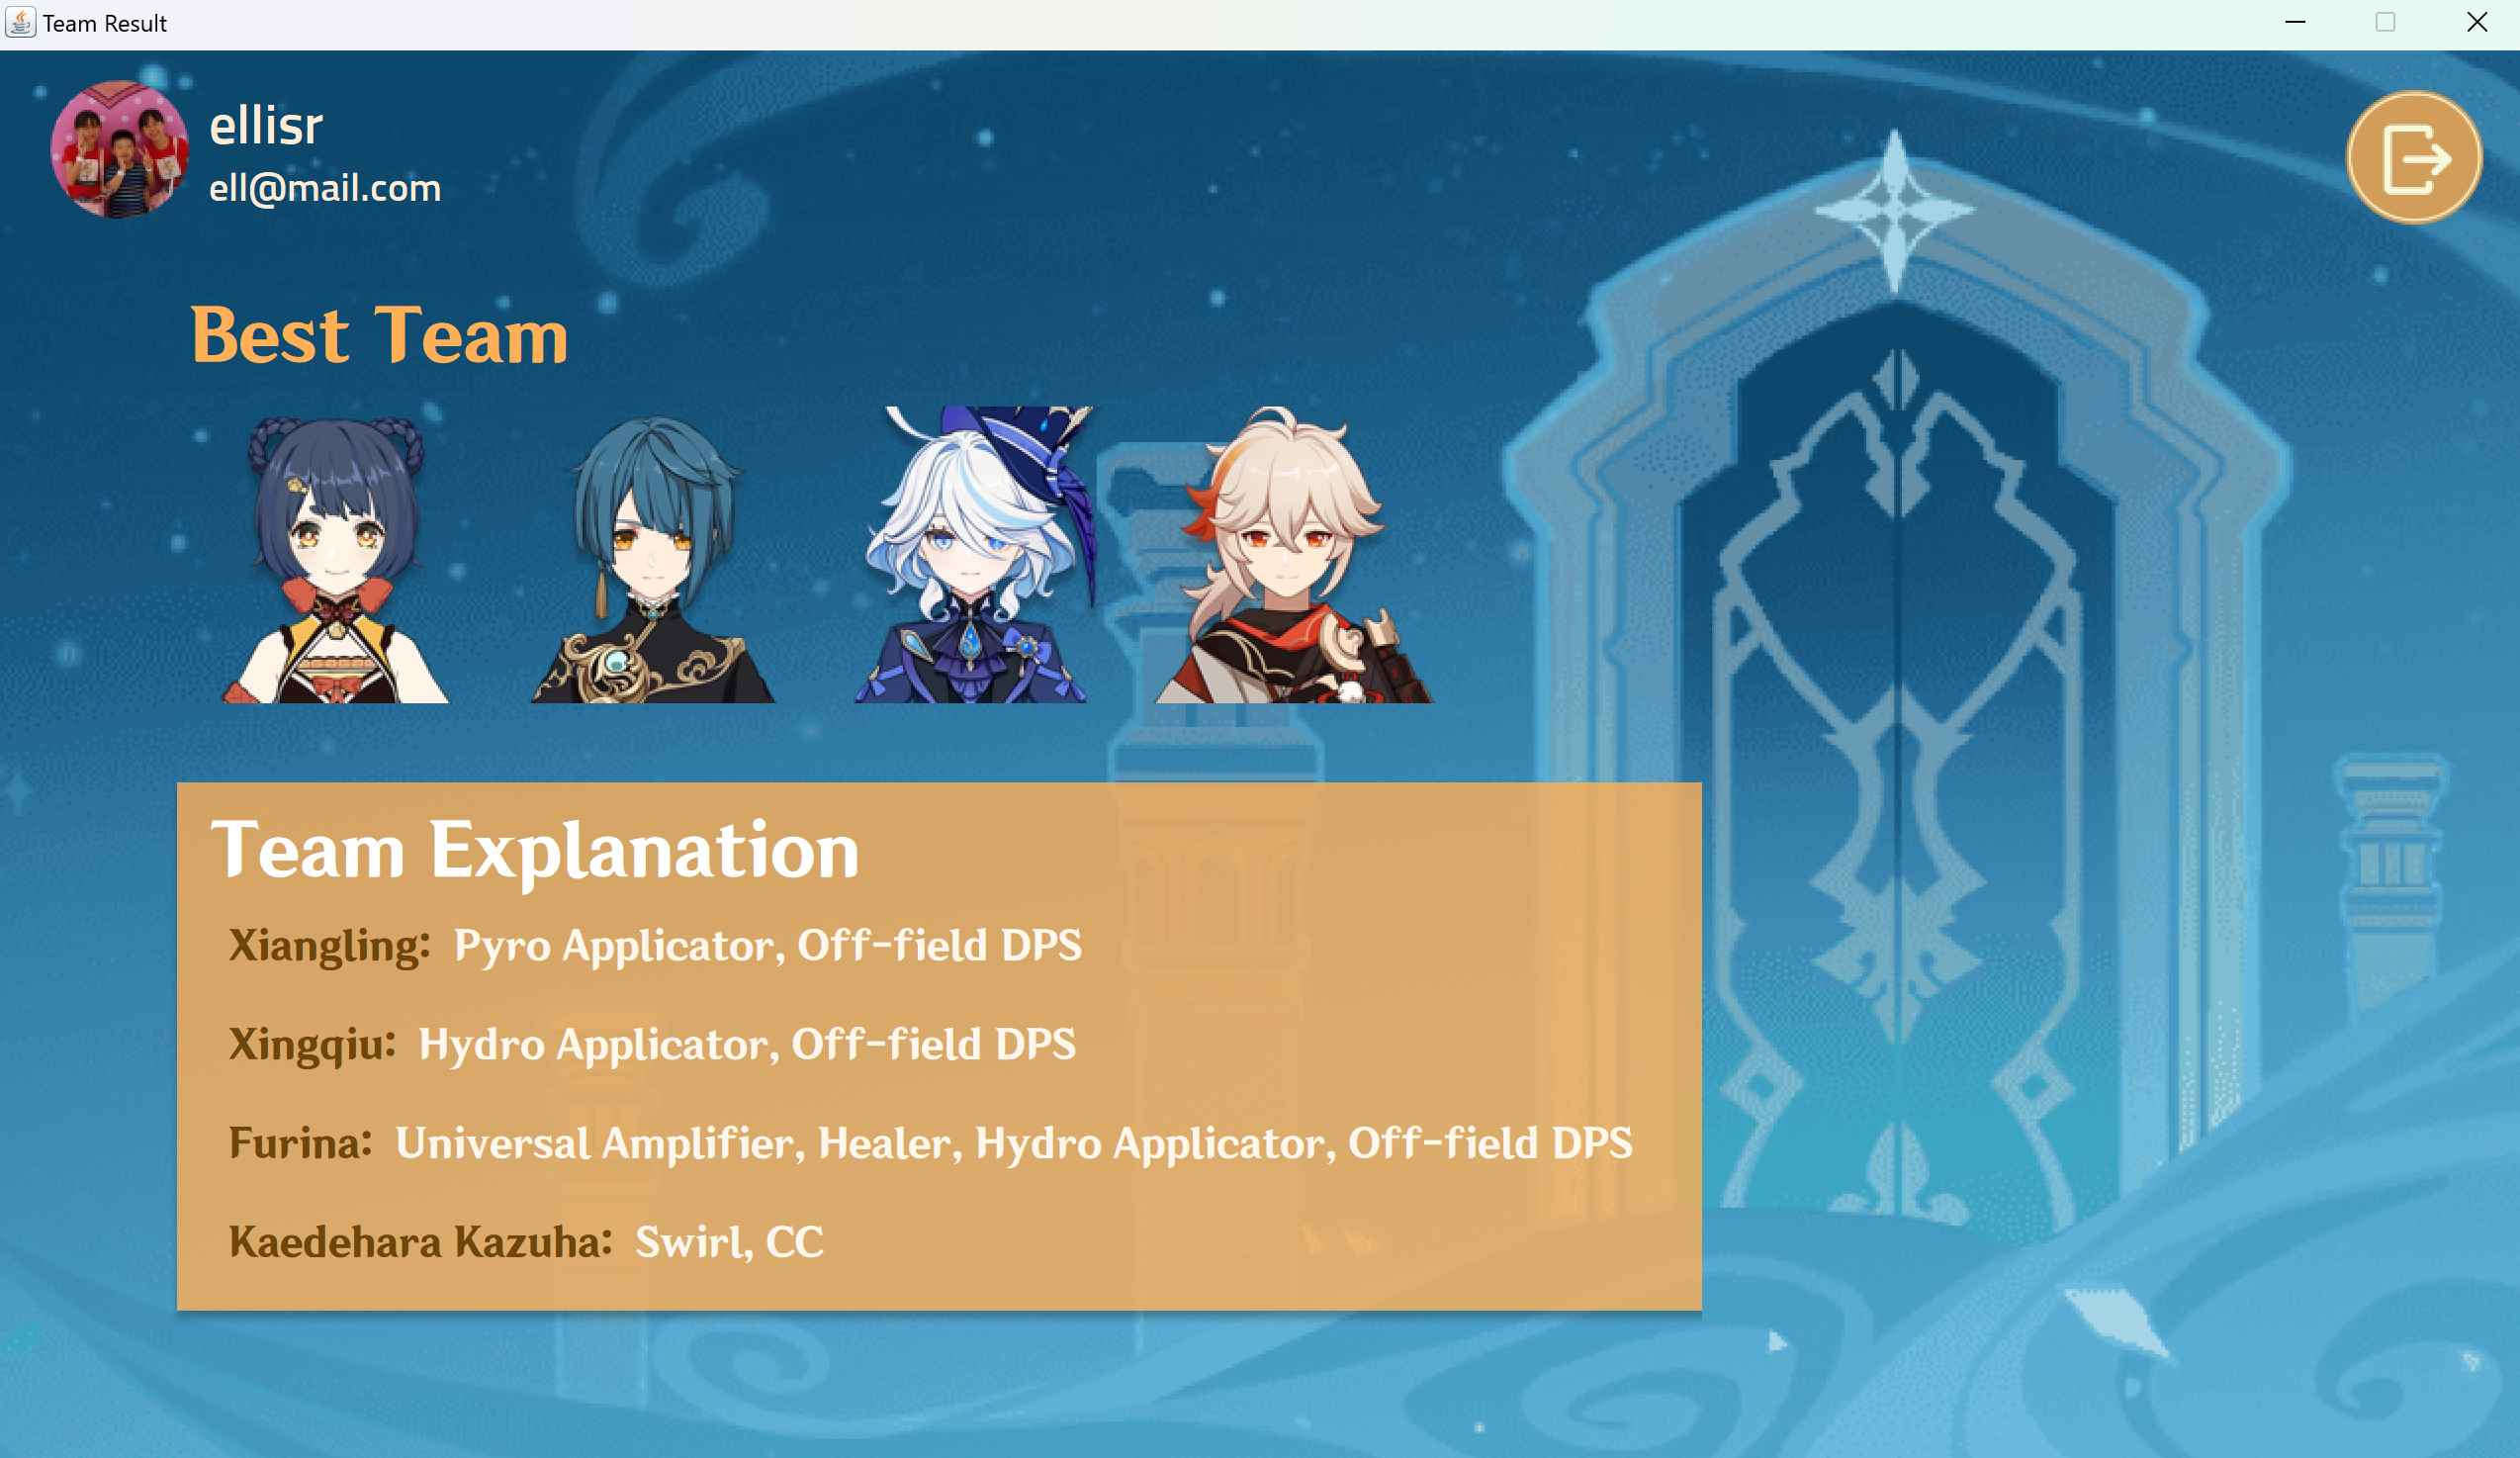 Team Result
ellisr
ell@mail.com
Best Team
Team Explanation
Xiangling: Pyro Applicator, Off-field DPS
Xingqiu: Hydro Applicator, Off-field DPS
Furina: Universal Amplifier, Healer, Hydro Applicator, Off-field DPS
Kaedehara Kazuha: Swirl, CC